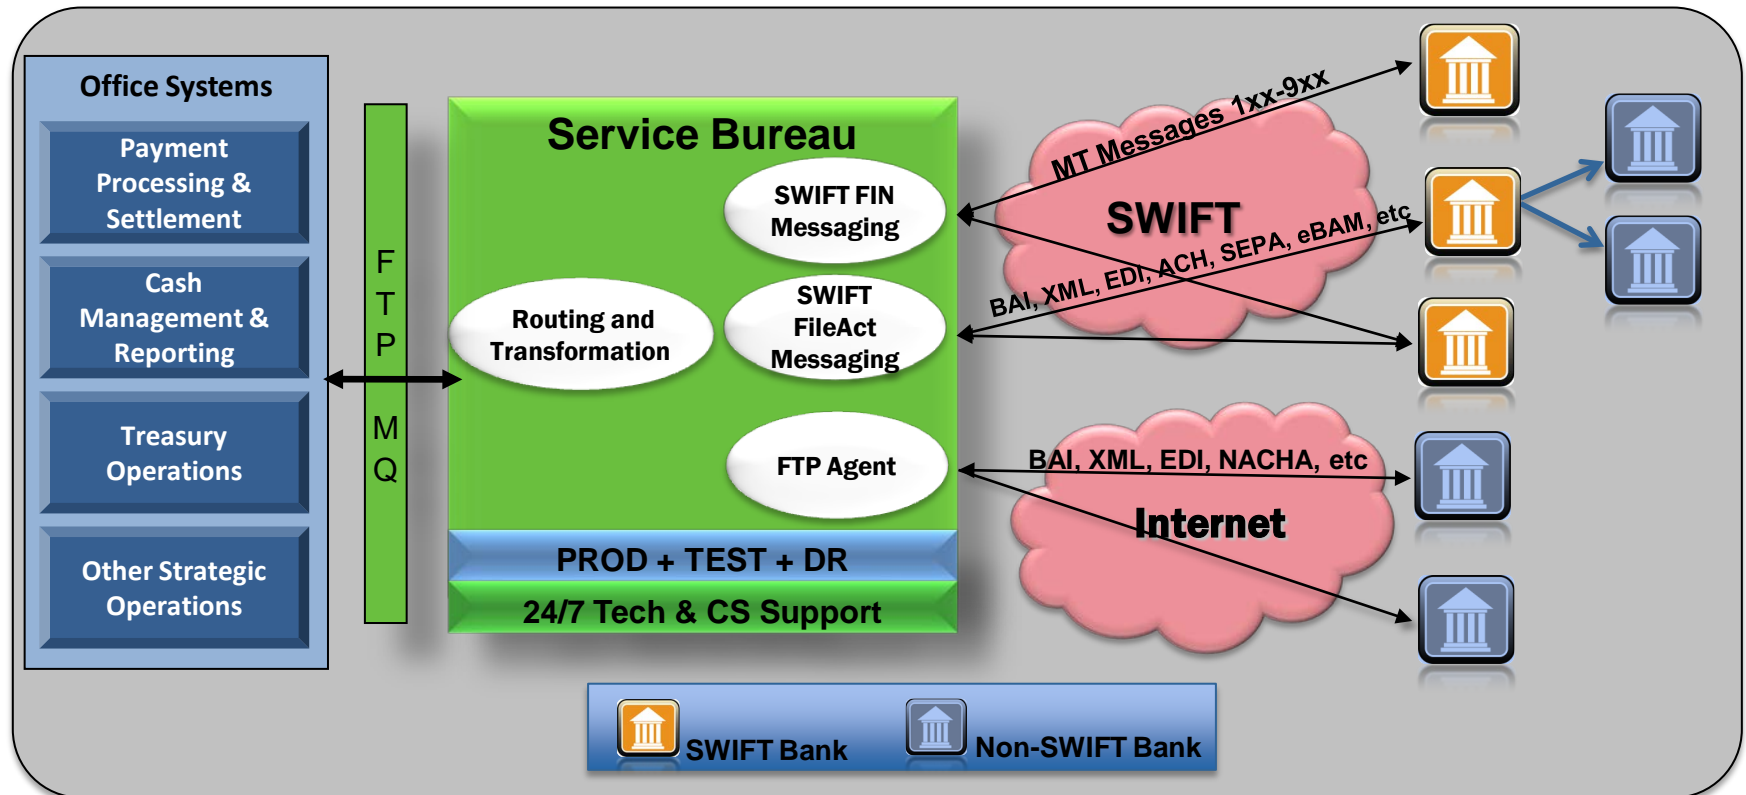 Office Systems
Payment
Processing &
Settlement
Cash
Management &
Reporting
Treasury
Operations
Other Strategic
Operations
F
T
P
M
Q
Service Bureau
SWIFT FIN
Messaging
Routing and
Transformation
SWIFT
FileAct
Messaging
FTP Agent
PROD + TEST + DR
24/7 Tech & CS Support
MT Messages 1xx-9xx
SWIFT
BAI, XML, EDI, ACH, SEPA, eBAM, etc
BAI, XML, EDI, NACHA, etc
Internet
SWIFT Bank
Non-SWIFT Bank